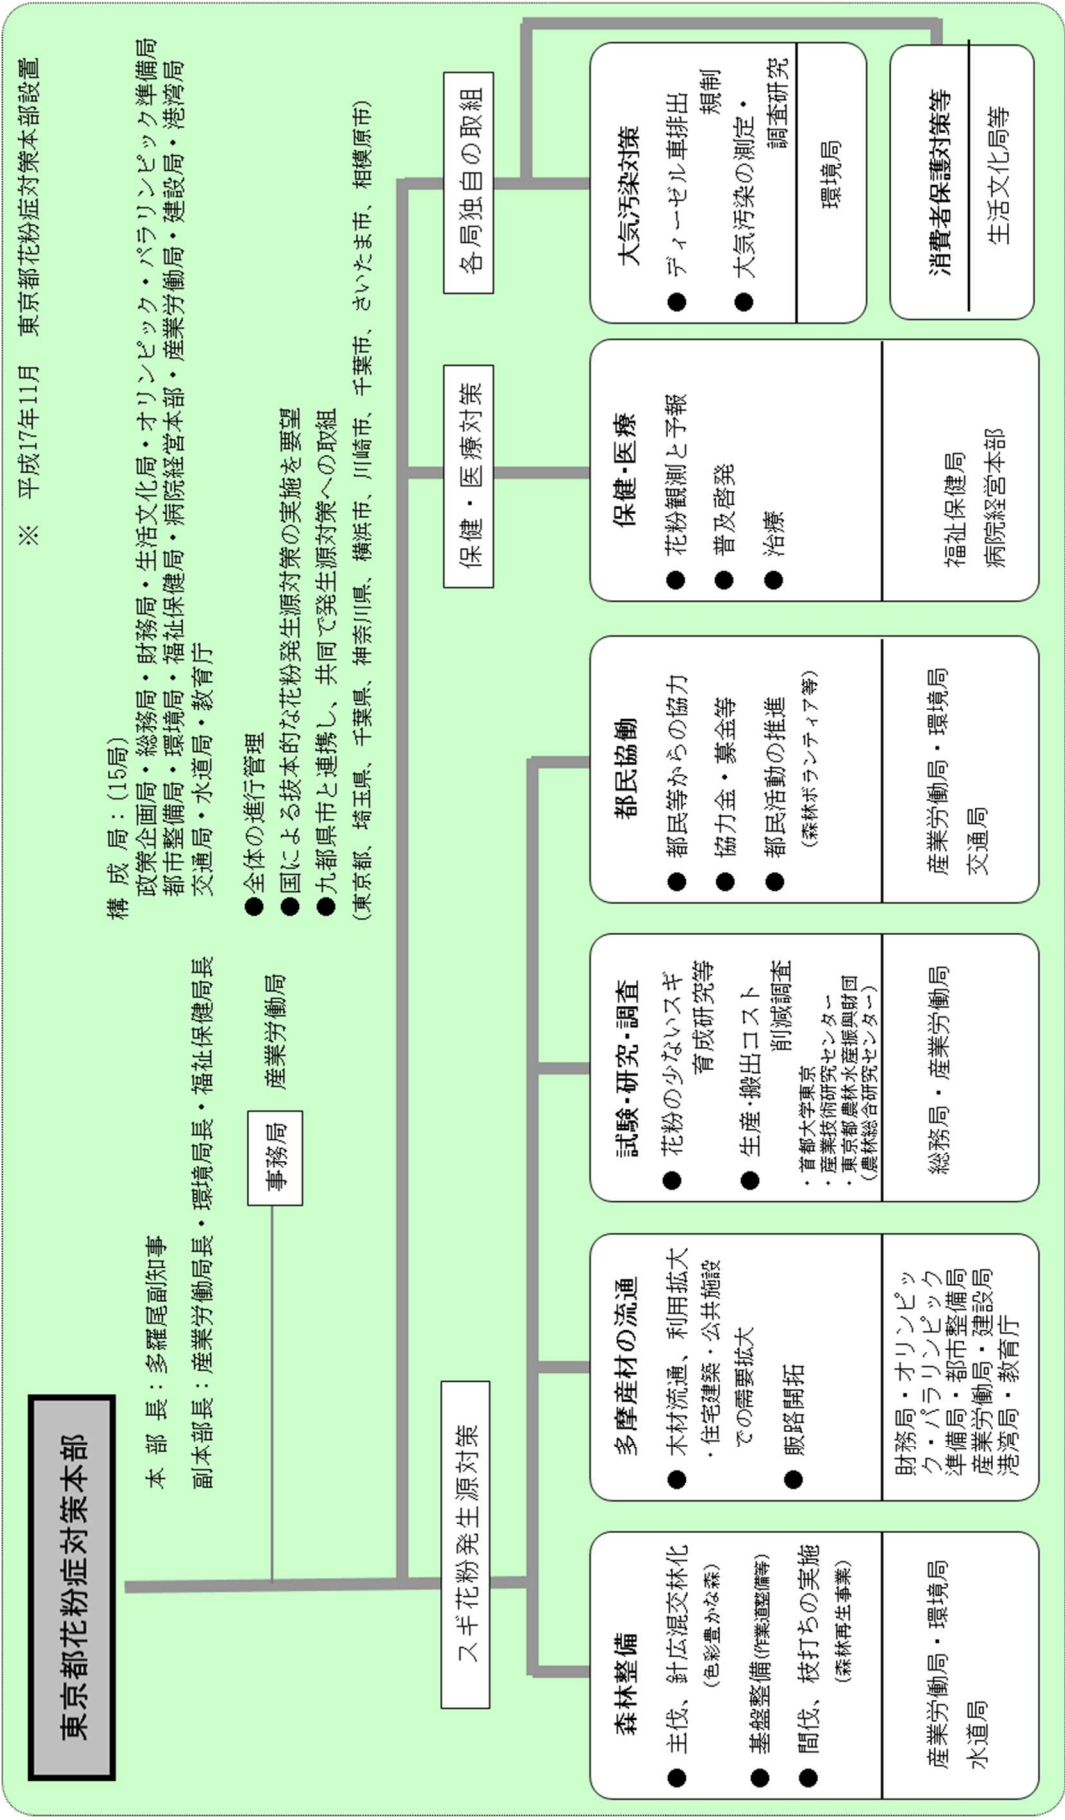 東京都花粉症対策本部
※　平成17年11月　東京都花粉症対策本部設置
本 部 長：多羅尾副知事
副本部長：産業労働局長・環境局長・福祉保健局長
構 成 局：(15局)
政策企画局・総務局・財務局・生活文化局・オリンピック・パラリンピック準備局
都市整備局・環境局・福祉保健局・病院経営本部・産業労働局・建設局・港湾局
交通局・水道局・教育庁
事務局
産業労働局
●全体の進行管理
●国による抜本的な花粉発生源対策の実施を要望
●九都県市と連携し、共同で発生源対策への取組
(東京都、埼玉県、千葉県、神奈川県、横浜市、川崎市、千葉市、さいたま市、相模原市)
スギ花粉発生源対策
保健・医療対策
各局独自の取組
森林整備
● 主伐、針広混交林化
(色彩豊かな森)
● 基盤整備(作業道整備等)
● 間伐、枝打ちの実施
(森林再生事業)
産業労働局・環境局
水道局
多摩産材の流通
● 木材流通、利用拡大
・住宅建築・公共施設
での需要拡大
● 販路開拓
財務局・オリンピッ
ク・パラリンピック
準備局・都市整備局
産業労働局・建設局
港湾局・教育庁
試験・研究・調査
● 花粉の少ないスギ
育成研究等
● 生産・搬出コスト
削減調査
・首都大学東京
・産業技術研究センター
・東京都農林水産振興財団
(農林総合研究センター)
総務局・産業労働局
都民協働
● 都民等からの協力
● 協力金・募金等
● 都民活動の推進
(森林ボランティア等)
産業労働局・環境局
交通局
保健・医療
● 花粉観測と予報
● 普及啓発
● 治療
福祉保健局
病院経営本部
大気汚染対策
● ディーゼル車排出
規制
● 大気汚染の測定・
調査研究
環境局
消費者保護対策等
生活文化局等